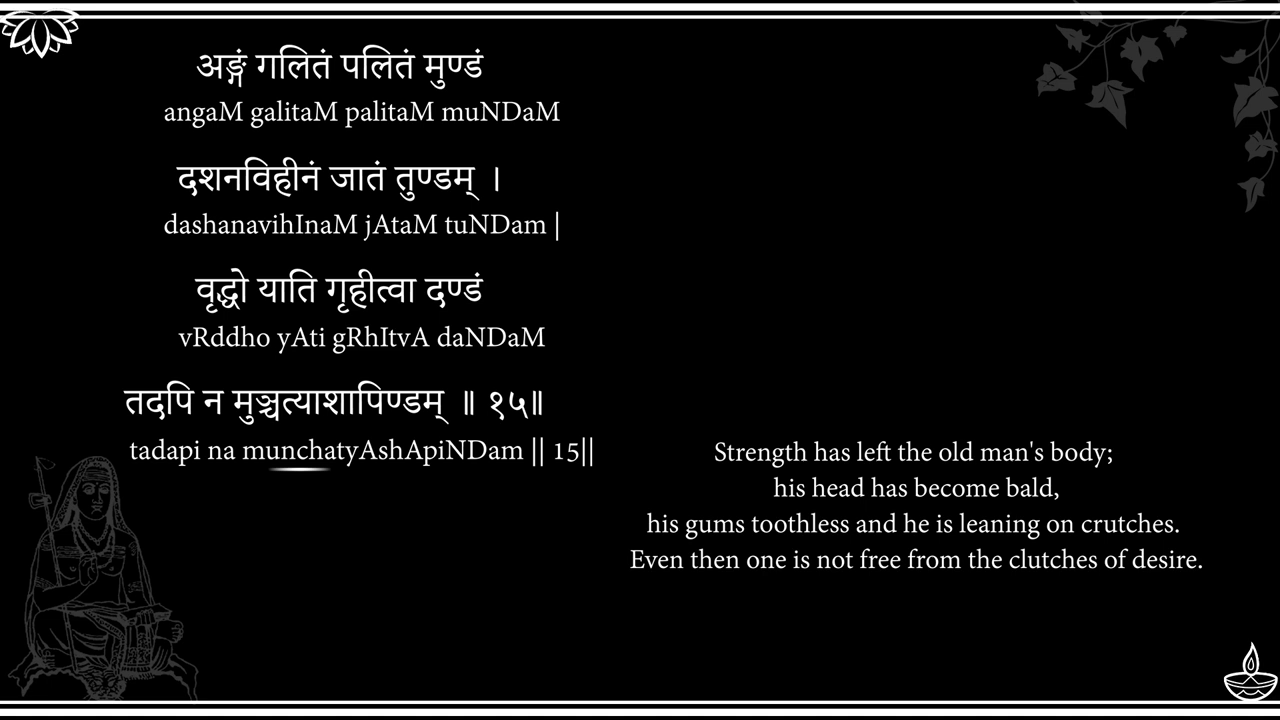 अङ्गं गलितं पलितं मुण्डं
angaM galitaM palitaM muNDaM
दशनविहीनं जातं तुण्डम् ।
dashanavihInaM jAtaM tuNDam |
वृद्धो याति गृहीत्वा दण्डं
vRddho yAti gRhItvA daNDaM
तदपि न मुञ्चत्याशापिण्डम् ॥ १५॥
tadapi na munchatyAshApiNDam || 15||
Strength has left the old man's body;
his head has become bald,
his gums toothless and he is leaning on crutches.
Even then one is not free from the clutches of desire.